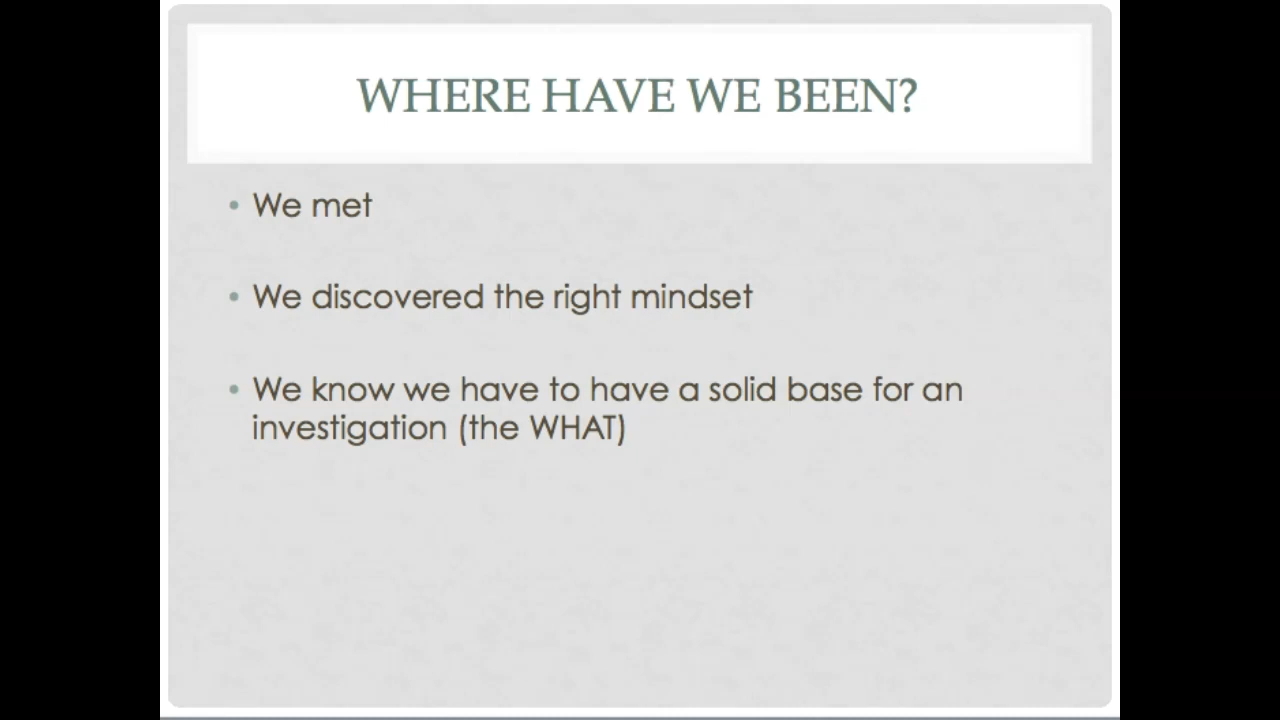 WHERE HAVE WE BEEN?
• We met
• We discovered the right mindset
• We know we have to have a solid base for an
investigation (the WHAT)